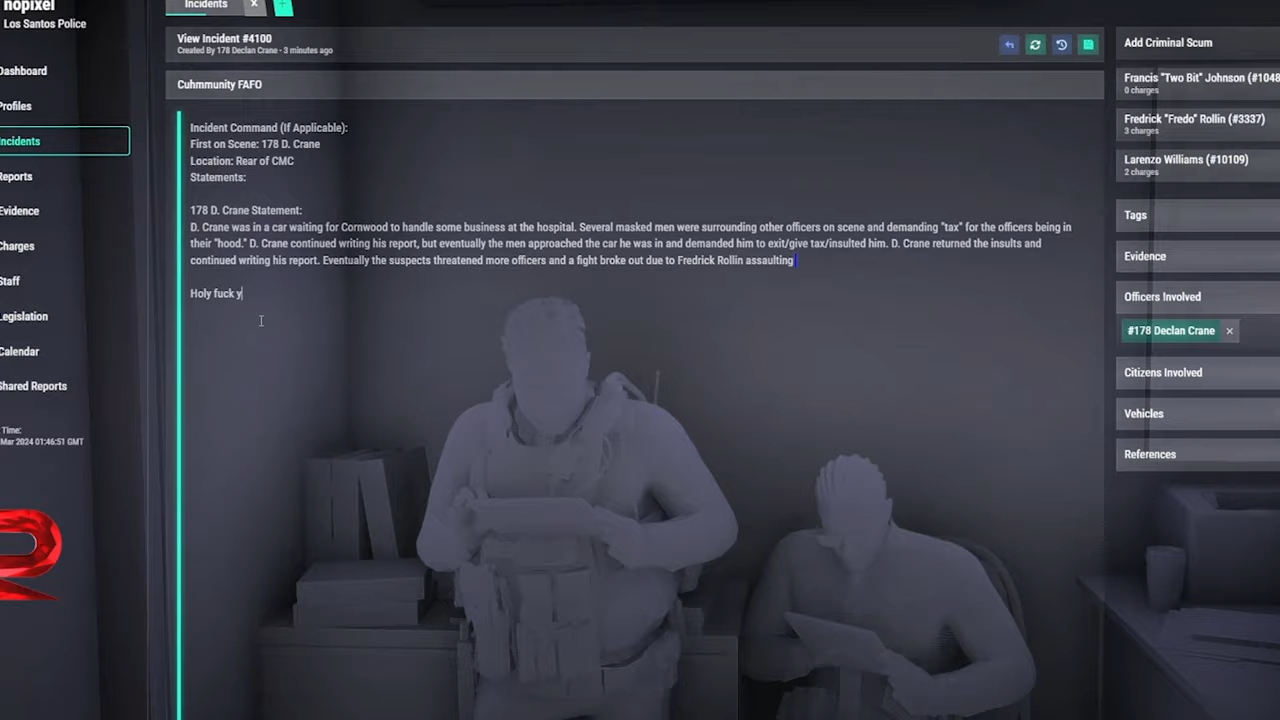 nopixel
Los Santos Police
Dashboard
Profiles
Incidents
Reports
Evidence
Charges
Staff
Legislation
Calendar
Shared Reports
Time:
Mar 2024 01:46:51 GMT
Incidents
View Incident #4100
Created By 178 Declan Crane - 3 minutes ago
Cuhmmunity FAFO
Incident Command (If Applicable):
First on Scene: 178 D. Crane
Location: Rear of CMC
Statements:
178 D. Crane Statement:
D. Crane was in a car waiting for Cornwood to handle some business at the hospital. Several masked men were surrounding other officers on scene and demanding "tax" for the officers being in
their "hood." D. Crane continued writing his report, but eventually the men approached the car he was in and demanded him to exit/give tax/insulted him. D. Crane returned the insults and
continued writing his report. Eventually the suspects threatened more officers and a fight broke out due to Fredrick Rollin assaulting
Holy fuck y
Add Criminal Scum
Francis "Two Bit" Johnson (#1048
0 charges
Fredrick "Fredo" Rollin (#3337)
3 charges
Larenzo Williams (#10109)
2 charges
Tags
Evidence
Officers Involved
#178 Declan Crane ×
Citizens Involved
Vehicles
References